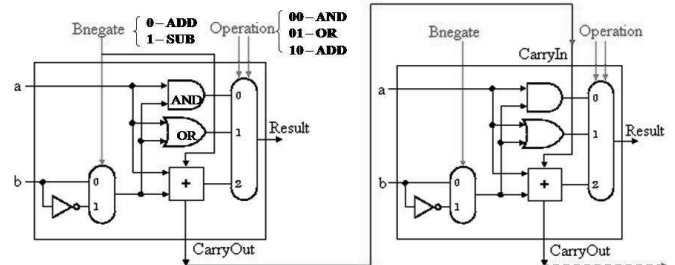 Bnegate { 0-ADD
1-SUB
Operation { 00-AND
01-OR
10-ADD
a
AND
0
OR
1
Result
b
0
1
+
2
CarryOut
Bnegate
CarryIn
Operation
a
0
1
Result
b
0
1
+
2
CarryOut